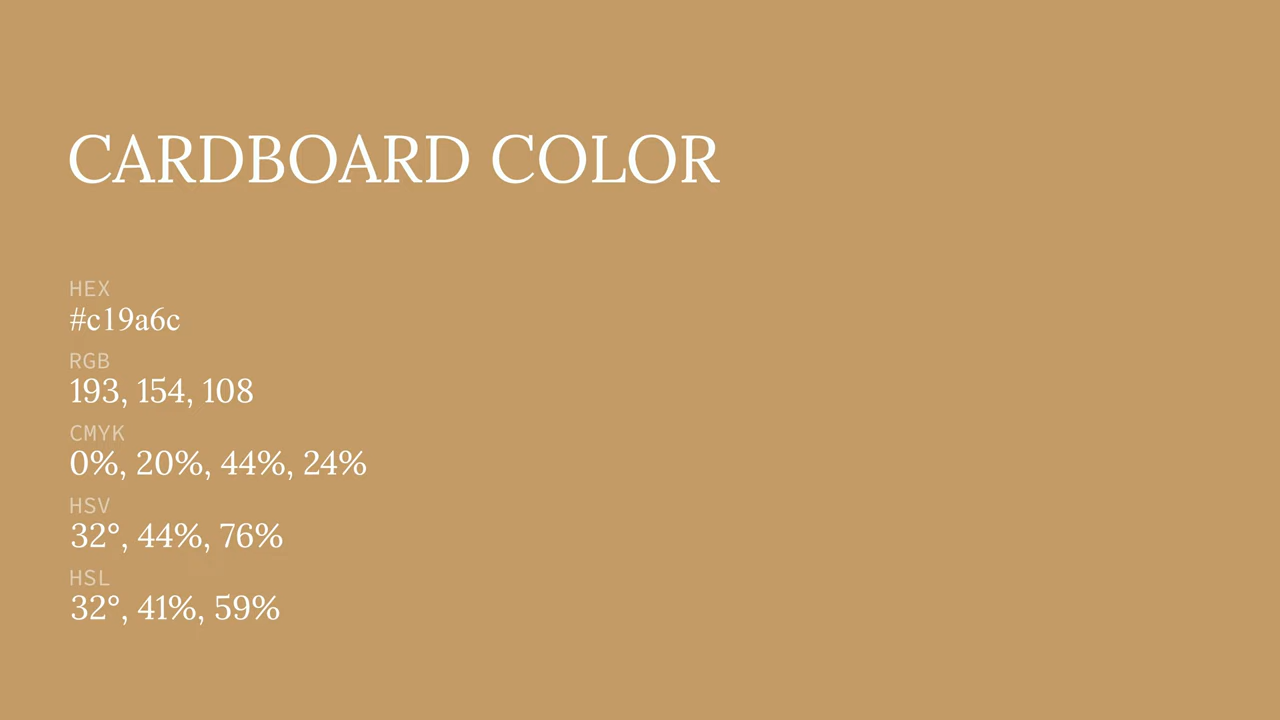 CARDBOARD COLOR
HEX
#c19a6c
RGB
193, 154, 108
CMYK
0%, 20%, 44%, 24%
HSV
32°, 44%, 76%
HSL
32°, 41%, 59%